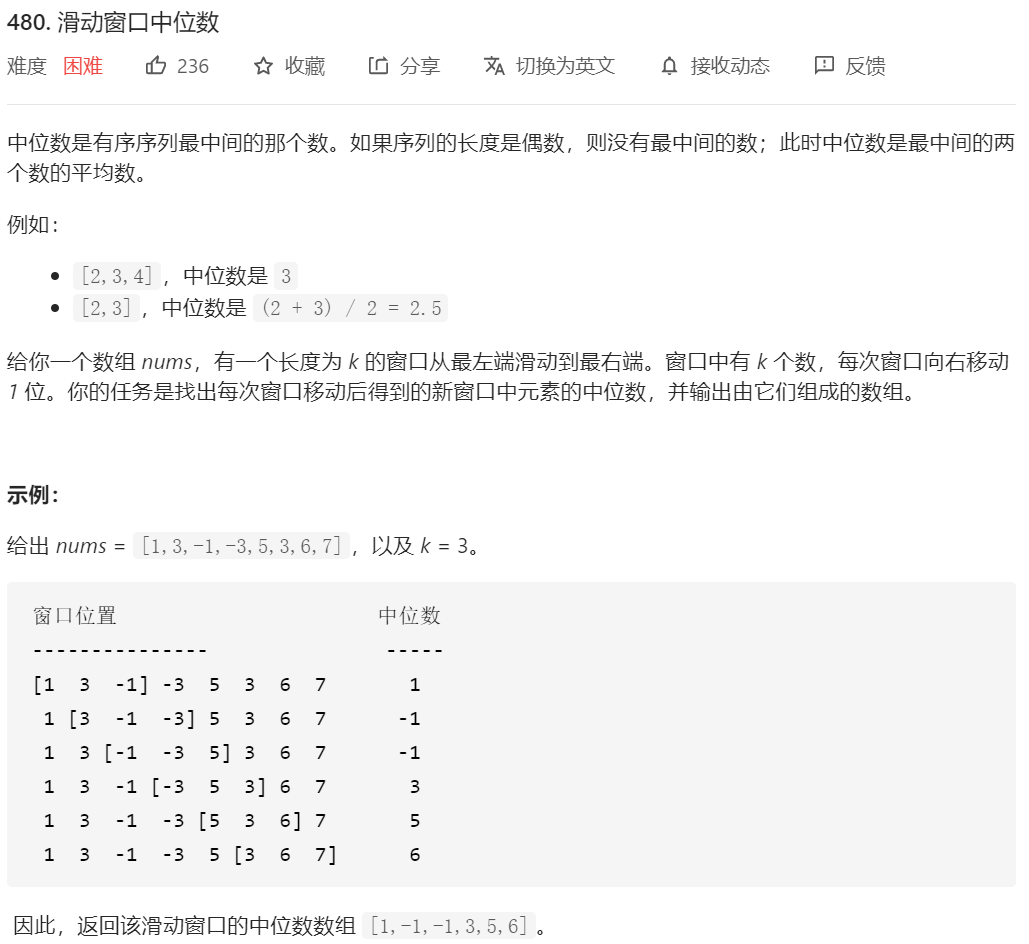 480. 滑动窗口中位数
难度 困难 236 收藏 分享 切换为英文 接收动态 反馈
中位数是有序序列最中间的那个数。如果序列的长度是偶数，则没有最中间的数；此时中位数是最中间的两
个数的平均数。
例如：
• [2,3,4]，中位数是 3
• [2,3]，中位数是 (2 + 3) / 2 = 2.5
给你一个数组 nums，有一个长度为 k 的窗口从最左端滑动到最右端。窗口中有 k 个数，每次窗口向右移动
1 位。你的任务是找出每次窗口移动后得到的新窗口中元素的中位数，并输出由它们组成的数组。
示例：
给出 nums = [1,3,-1,-3,5,3,6,7]，以及 k = 3。
窗口位置 中位数
--------------- -----
[1 3 -1] -3 5 3 6 7 1
1 [3 -1 -3] 5 3 6 7 -1
1 3 [-1 -3 5] 3 6 7 -1
1 3 -1 [-3 5 3] 6 7 3
1 3 -1 -3 [5 3 6] 7 5
1 3 -1 -3 5 [3 6 7] 6
因此，返回该滑动窗口的中位数数组 [1,-1,-1,3,5,6]。